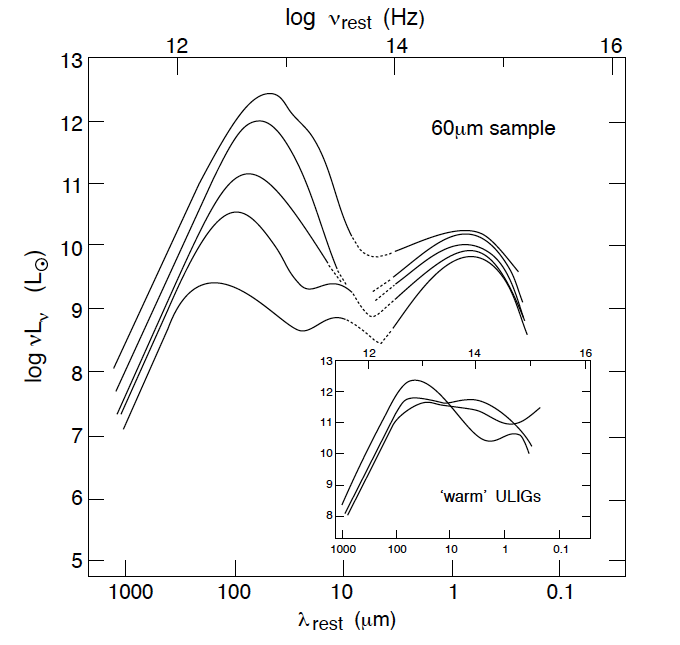 log ν_rest (Hz)
12 14 16
13
12
11
10
9
8
7
6
5
60μm sample
log νL_ν (L_⊙)
12 14 16
13
12
11
10
9
8
'warm' ULIGs
1000 100 10 1 0.1
1000 100 10 1 0.1
λ_rest (μm)